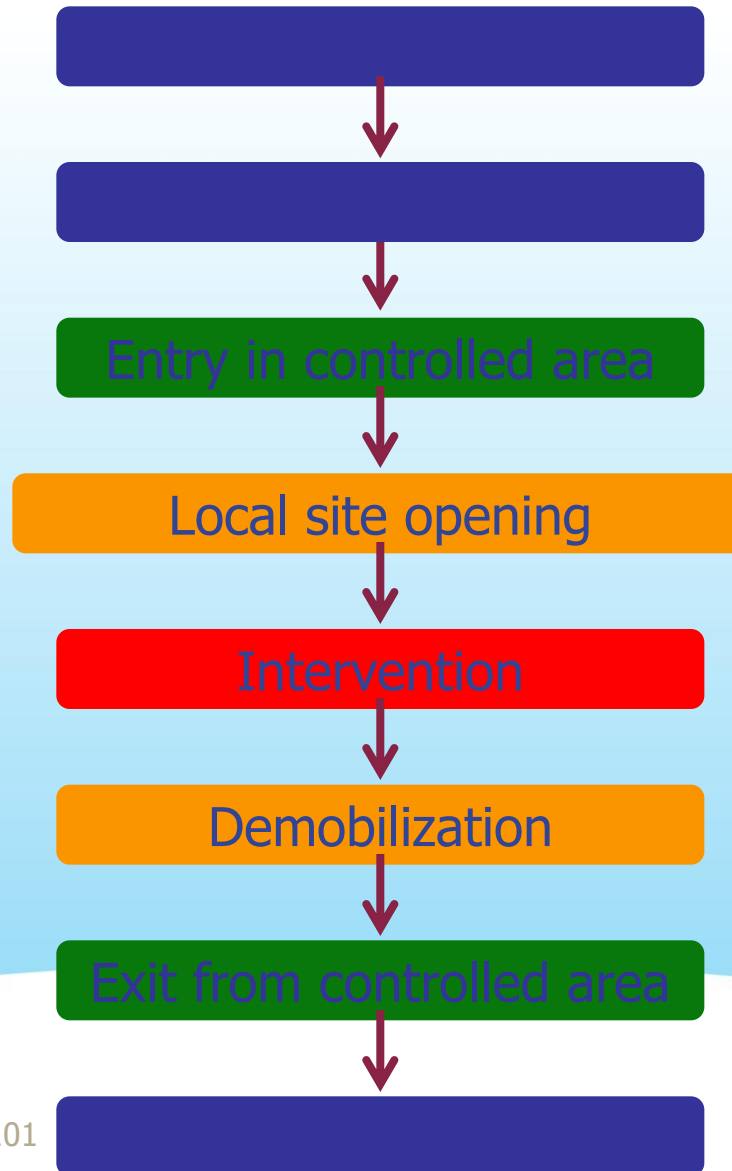 Entry in controlled area
Local site opening
Intervention
Demobilization
Exit from controlled area
01